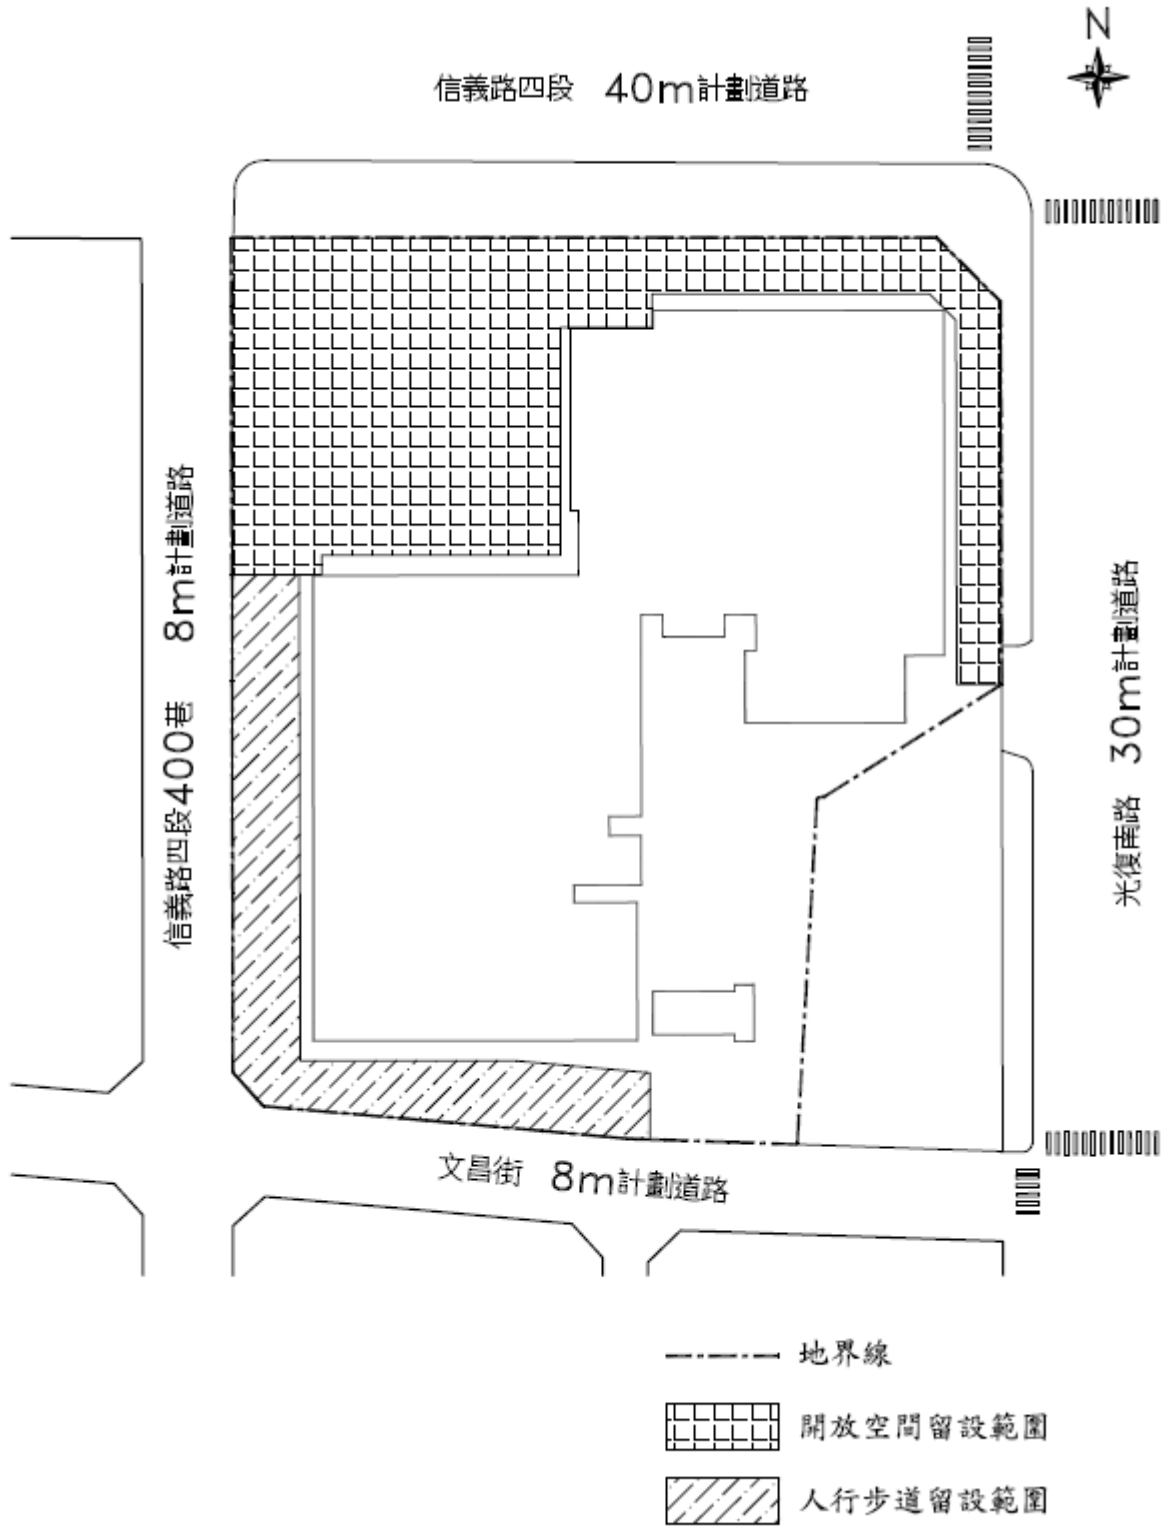 N
信義路四段 40m計劃道路
信義路四段400巷 8m計劃道路
光復南路 30m計劃道路
文昌街 8m計劃道路
地界線
開放空間留設範圍
人行步道留設範圍